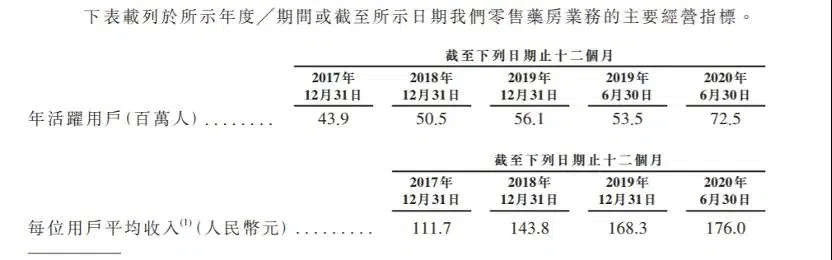 下表載列於所示年度／期間或截至所示日期我們零售藥房業務的主要經營指標。
截至下列日期止十二個月
2017年 2018年 2019年 2019年 2020年
12月31日 12月31日 12月31日 6月30日 6月30日
年活躍用戶(百萬人) ........ 43.9 50.5 56.1 53.5 72.5
截至下列日期止十二個月
2017年 2018年 2019年 2020年
12月31日 12月31日 12月31日 6月30日
每位用戶平均收入(1)(人民幣元) ......... 111.7 143.8 168.3 176.0